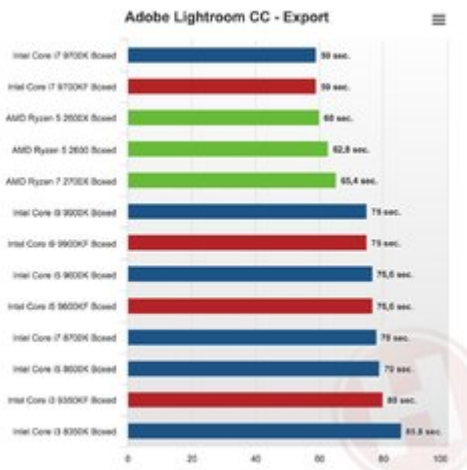 Adobe Lightroom CC - Export
Intel Core i7 9700K Boxed 59 sec.
Intel Core i7 9700KF Boxed 59 sec.
AMD Ryzen 5 2600X Boxed 60 sec.
AMD Ryzen 5 2600 Boxed 62,8 sec.
AMD Ryzen 7 2700X Boxed 65,4 sec.
Intel Core i9 9900K Boxed 75 sec.
Intel Core i9 9900KF Boxed 75 sec.
Intel Core i5 9600K Boxed 76,6 sec.
Intel Core i5 9600KF Boxed 76,6 sec.
Intel Core i7 8700K Boxed 78 sec.
Intel Core i5 8600K Boxed 79 sec.
Intel Core i3 9350KF Boxed 80 sec.
Intel Core i3 8350K Boxed 85,8 sec.
0 20 40 60 80 100